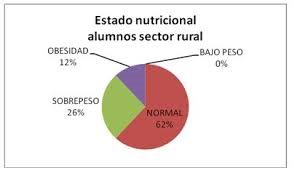 Estado nutricional
alumnos sector rural
OBESIDAD
12%
BAJO PESO
0%
SOBREPESO
26%
NORMAL
62%